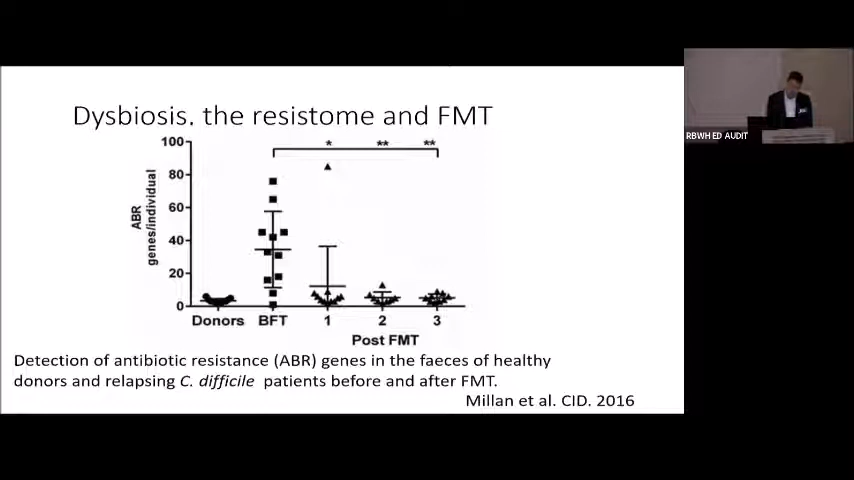 Dysbiosis, the resistome and FMT
100
80
60
40
20
0
ABR
genes/individual
* ** **
Donors BFT 1 2 3
Post FMT
Detection of antibiotic resistance (ABR) genes in the faeces of healthy
donors and relapsing C. difficile patients before and after FMT.
Millan et al. CID. 2016
RBWH ED AUDIT